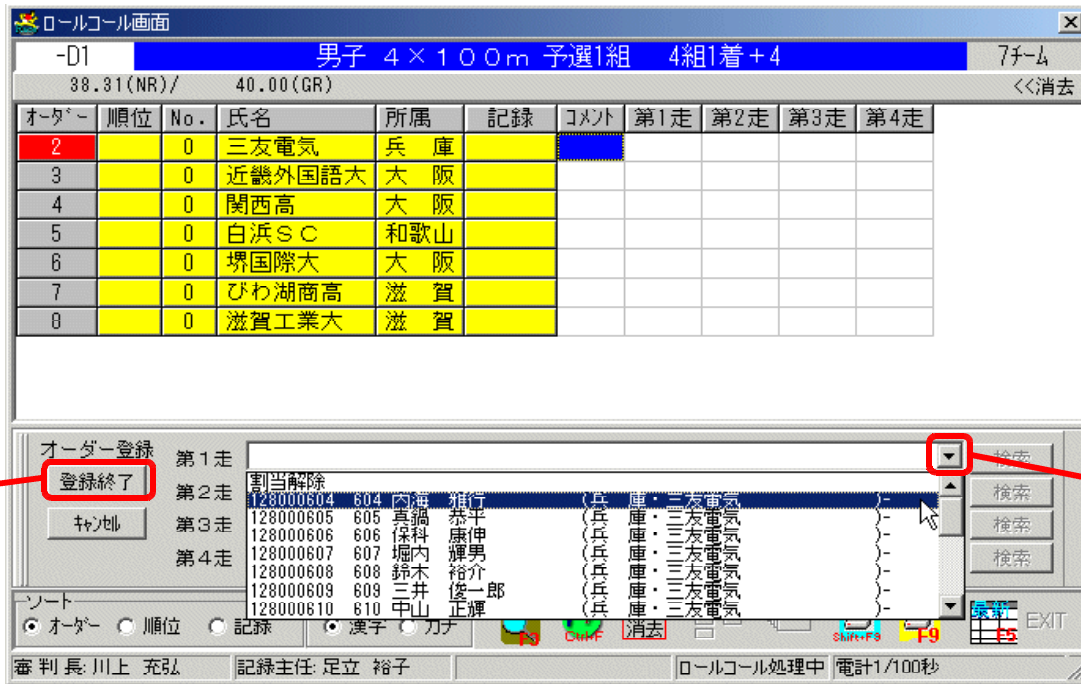 ロールコール画面
-D1 男子 4×100m 予選1組 4組1着+4 7チーム
38.31(NR)/ 40.00(GR) <<消去
オーダー 順位 No. 氏名 所属 記録 コメント 第1走 第2走 第3走 第4走
2 0 三友電気 兵 庫
3 0 近畿外国語大 大 阪
4 0 関西高 大 阪
5 0 白浜SC 和歌山
6 0 堺国際大 大 阪
7 0 びわ湖商高 滋 賀
8 0 滋賀工業大 滋 賀
オーダー登録 第1走 検索
登録終了 第2走 検索
キャンセル 第3走 検索
第4走 検索
割当解除
128000604 604 内海 雅行 (兵 庫・三友電気 )-
128000605 605 真鍋 恭平 (兵 庫・三友電気 )-
128000606 606 保科 康伸 (兵 庫・三友電気 )-
128000607 607 堀内 輝男 (兵 庫・三友電気 )-
128000608 608 鈴木 裕介 (兵 庫・三友電気 )-
128000609 609 三井 俊一郎 (兵 庫・三友電気 )-
128000610 610 中山 正輝 (兵 庫・三友電気 )-
ソート
オーダー 順位 記録 漢字 カナ F9 Ctrl+F 消去 Shift+F9 F9 最新 F5 EXIT
審判長:川上 充弘 記録主任:足立 裕子 ロールコール処理中 電計1/100秒